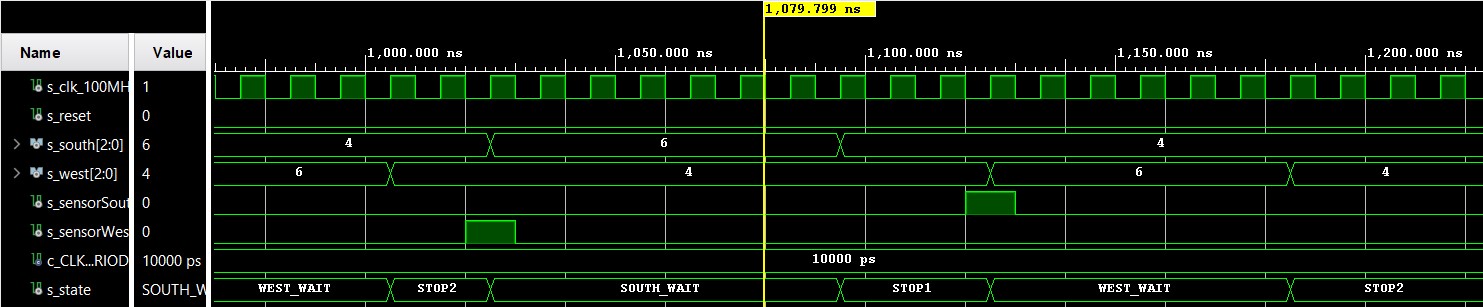 1,079.799 ns
Name Value 1,000.000 ns 1,050.000 ns 1,100.000 ns 1,150.000 ns 1,200.000 ns
s_clk_100MH 1
s_reset 0
s_south[2:0] 6 4 6 4
s_west[2:0] 4 6 4 6 4
s_sensorSout 0
s_sensorWes 0
c_CLK...RIOD 10000 ps 10000 ps
s_state SOUTH_W WEST_WAIT STOP2 SOUTH_WAIT STOP1 WEST_WAIT STOP2